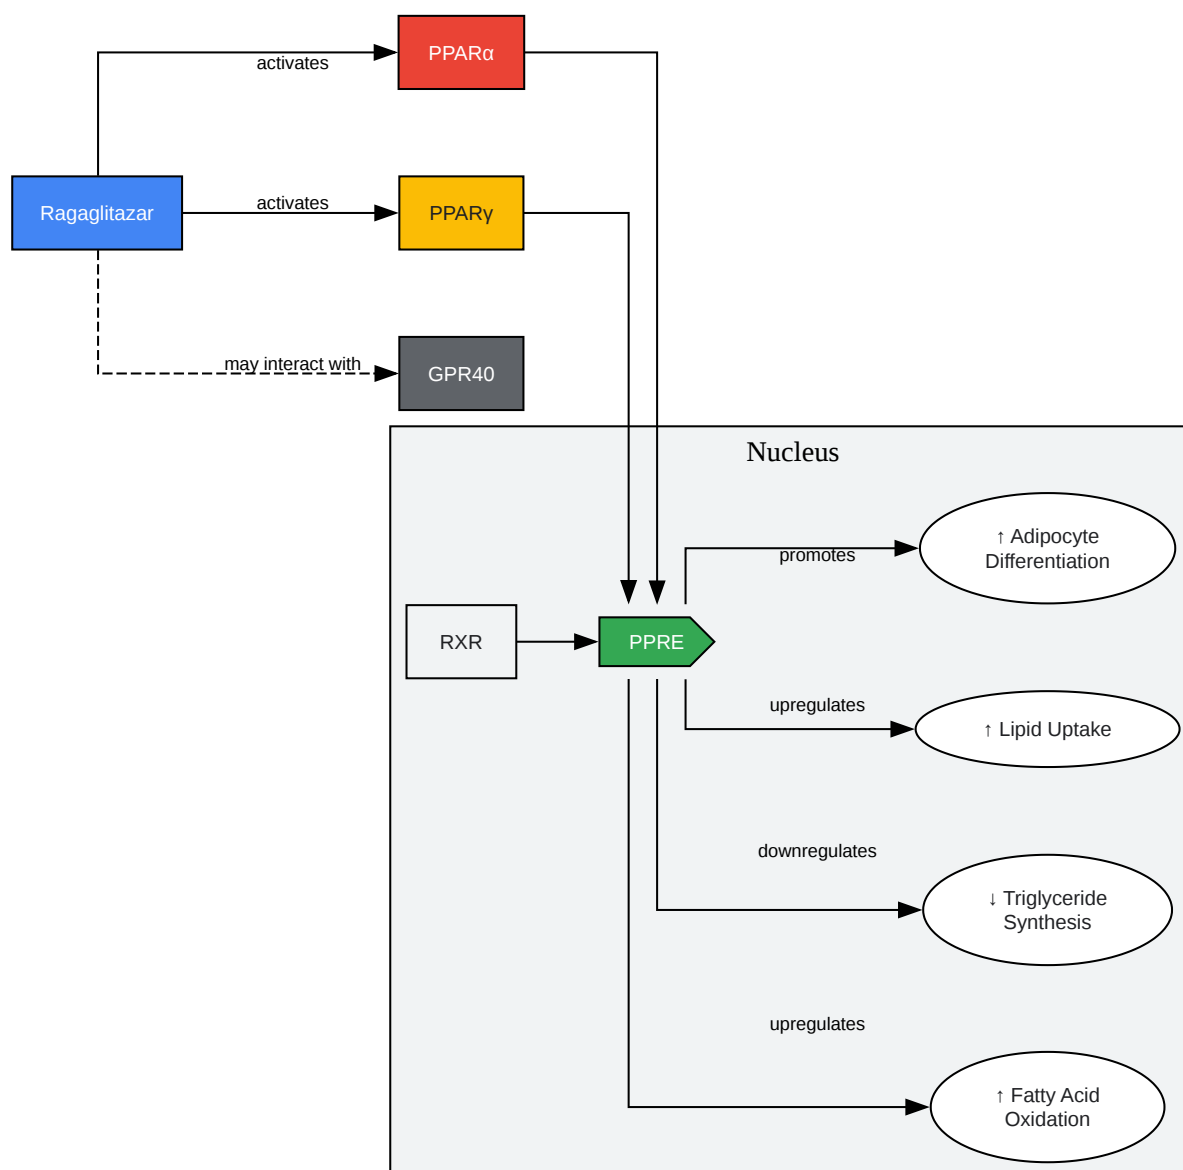 PPARα
activates
Ragaglitazar
activates
PPARγ
may interact with
GPR40
Nucleus
↑ Adipocyte
Differentiation
promotes
RXR
PPRE
upregulates
↑ Lipid Uptake
downregulates
↓ Triglyceride
Synthesis
upregulates
↑ Fatty Acid
Oxidation